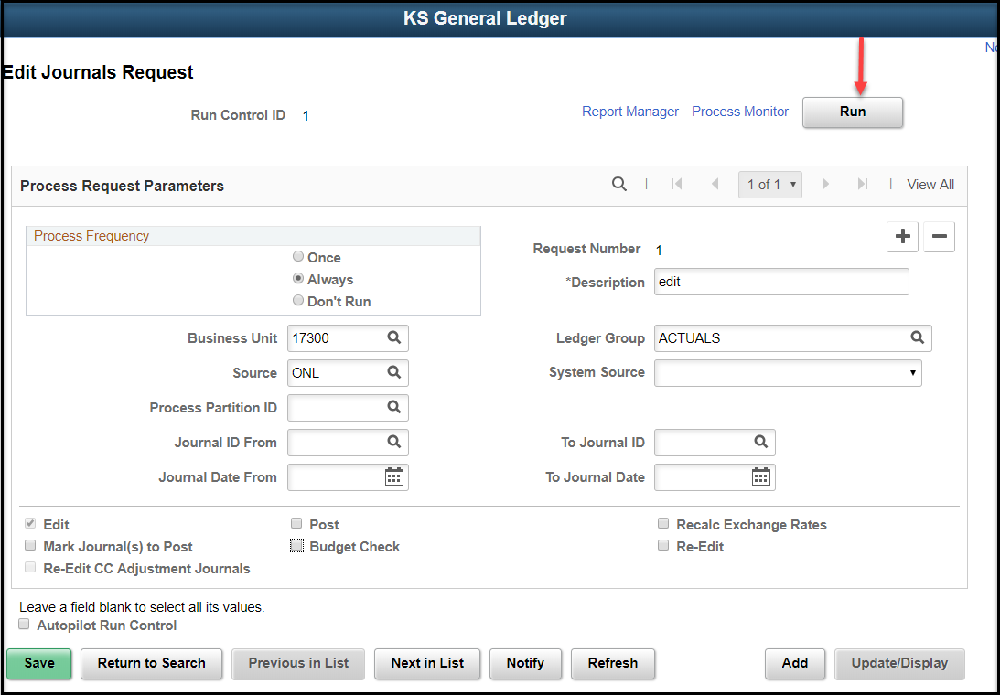 KS General Ledger
Ne
Edit Journals Request
Run Control ID 1 Report Manager Process Monitor Run
Process Request Parameters 1 of 1 View All
Process Frequency
Once
Always
Don't Run
Request Number 1
*Description edit
Business Unit 17300 Ledger Group ACTUALS
Source ONL System Source
Process Partition ID
Journal ID From To Journal ID
Journal Date From To Journal Date
Edit Post Recalc Exchange Rates
Mark Journal(s) to Post Budget Check Re-Edit
Re-Edit CC Adjustment Journals
Leave a field blank to select all its values.
Autopilot Run Control
Save Return to Search Previous in List Next in List Notify Refresh Add Update/Display